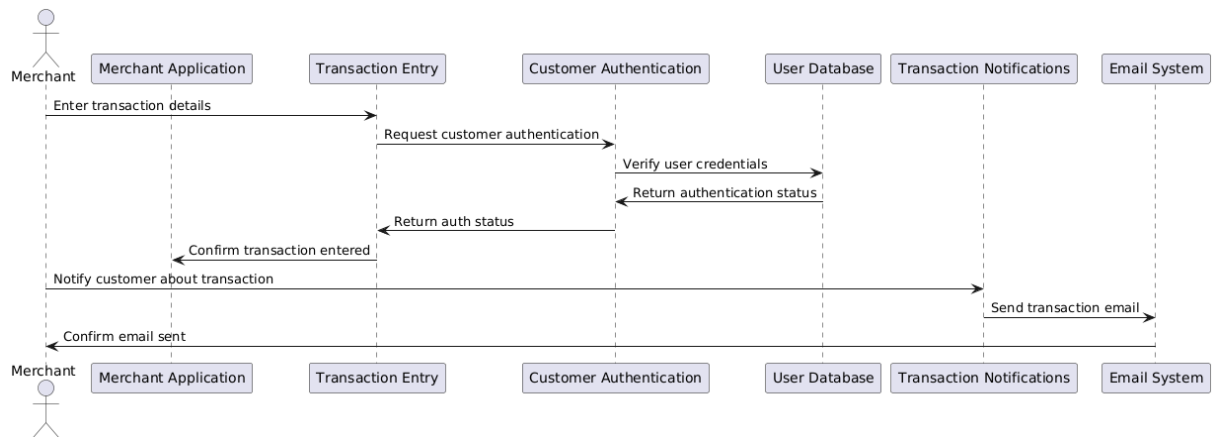 Merchant
Merchant Application
Transaction Entry
Customer Authentication
User Database
Transaction Notifications
Email System
Enter transaction details
Request customer authentication
Verify user credentials
Return authentication status
Return auth status
Confirm transaction entered
Notify customer about transaction
Send transaction email
Confirm email sent
Merchant
Merchant Application
Transaction Entry
Customer Authentication
User Database
Transaction Notifications
Email System